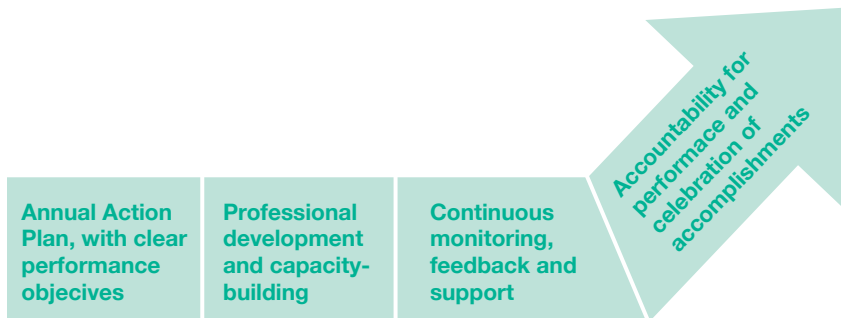 Annual Action
Plan, with clear
performance
objecives
Professional
development
and capacity-
building
Continuous
monitoring,
feedback and
support
Accountability for
performace and
celebration of
accomplishments